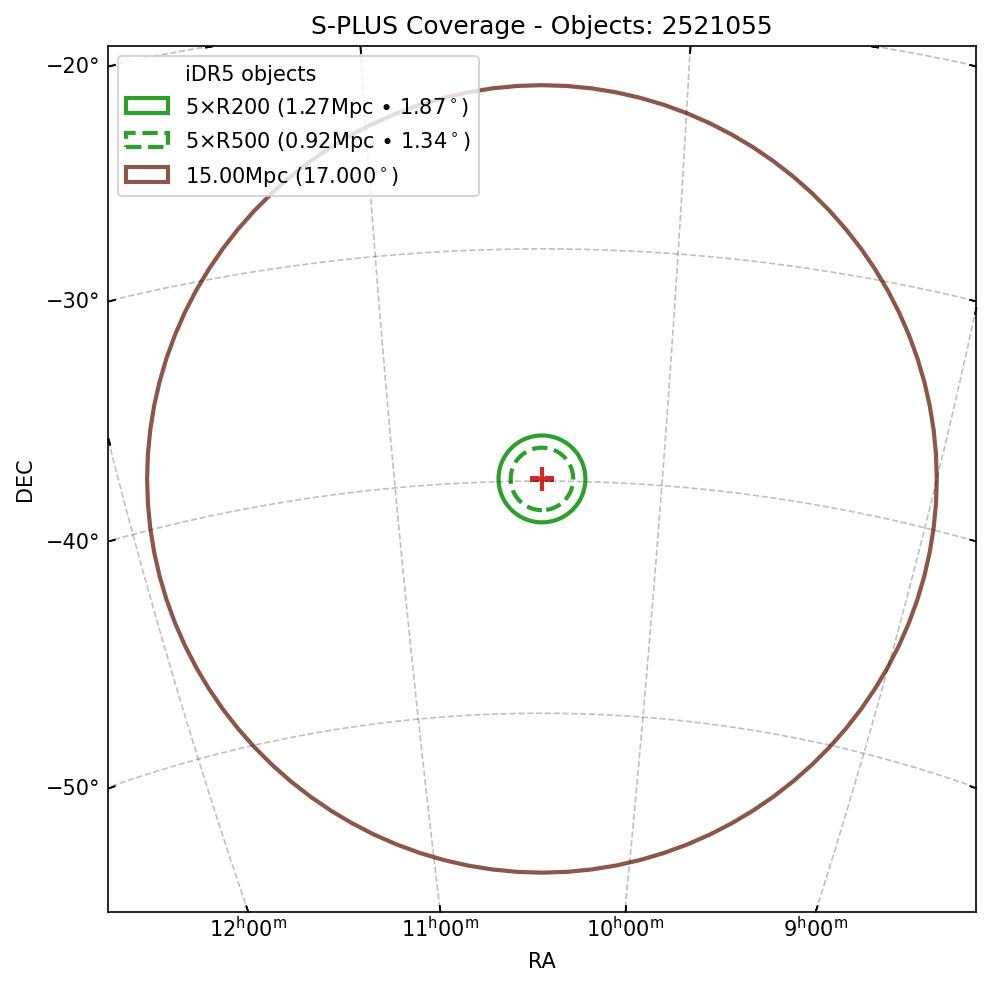 S-PLUS Coverage - Objects: 2521055
iDR5 objects
5×R200 (1.27Mpc • 1.87°)
5×R500 (0.92Mpc • 1.34°)
15.00Mpc (17.000°)
−20°
−30°
−40°
−50°
DEC
12ʰ00ᵐ 11ʰ00ᵐ 10ʰ00ᵐ 9ʰ00ᵐ
RA